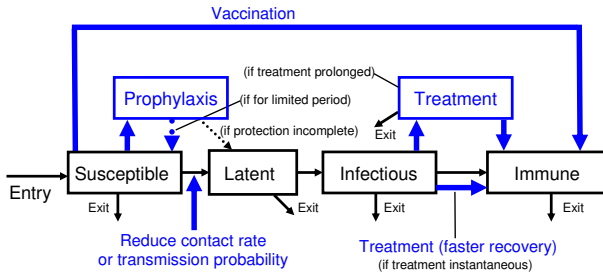 Vaccination
(if treatment prolonged)
Prophylaxis
(if for limited period)
Treatment
Exit
(if protection incomplete)
Susceptible
Latent
Infectious
Immune
Entry
Exit
Exit
Exit
Exit
Reduce contact rate
or transmission probability
Treatment (faster recovery)
(if treatment instantaneous)